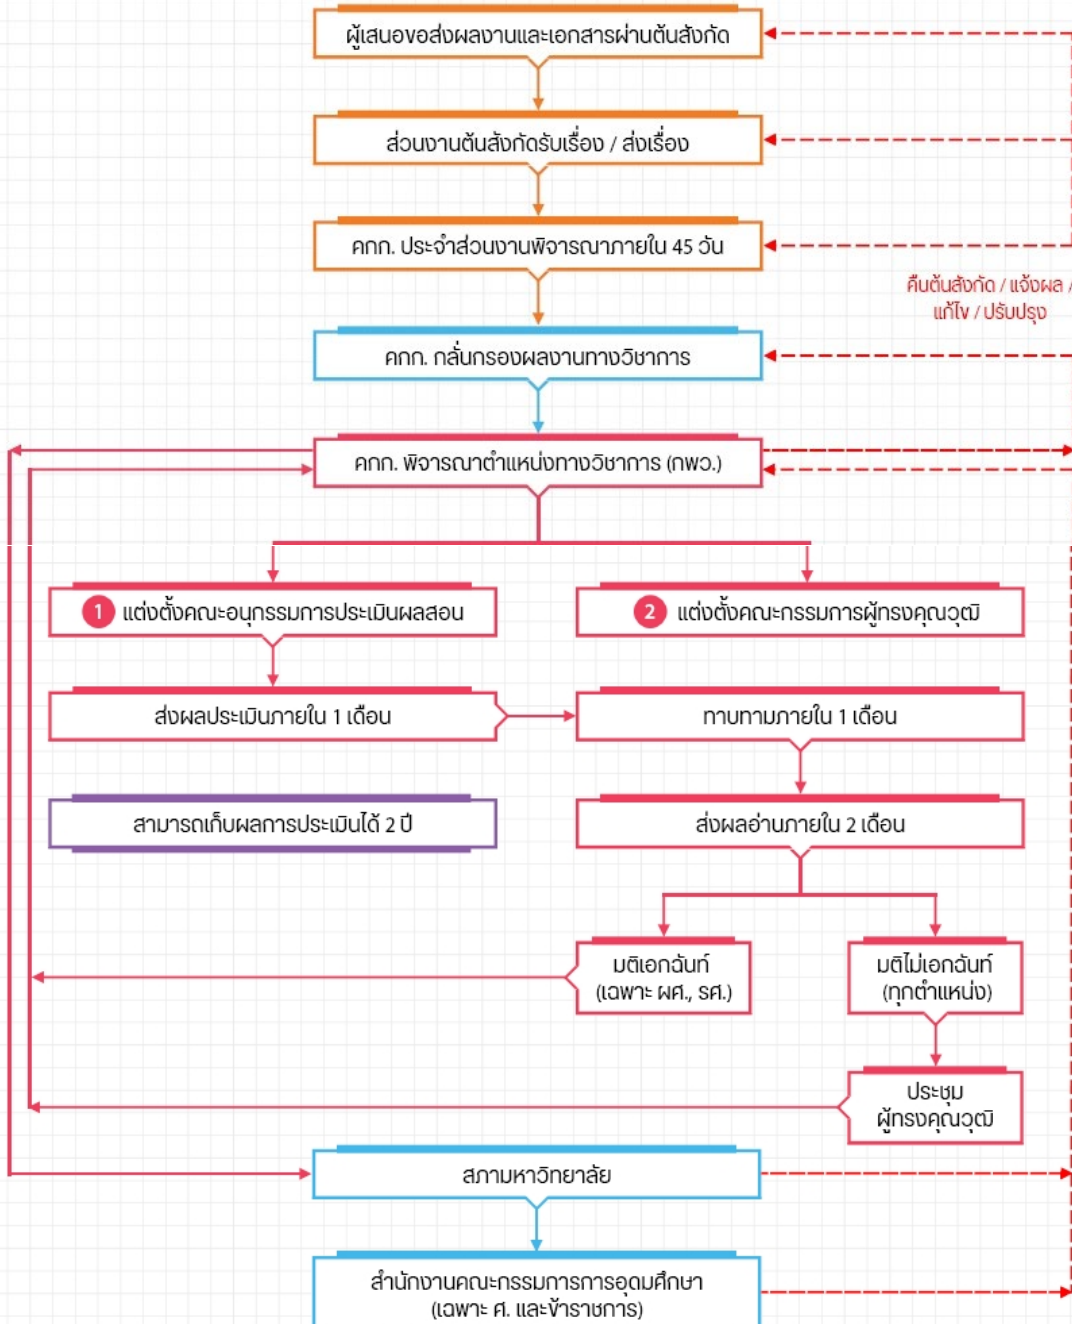 ผู้เสนอขอส่งผลงานและเอกสารผ่านต้นสังกัด
ส่วนงานต้นสังกัดรับเรื่อง / ส่งเรื่อง
คกก. ประจำส่วนงานพิจารณาภายใน 45 วัน
คืนต้นสังกัด / แจ้งผล /
แก้ไข / ปรับปรุง
คกก. กลั่นกรองผลงานทางวิชาการ
คกก. พิจารณาตำแหน่งทางวิชาการ (กพว.)
1 แต่งตั้งคณะอนุกรรมการประเมินผลสอน
2 แต่งตั้งคณะกรรมการผู้ทรงคุณวุฒิ
ส่งผลประเมินภายใน 1 เดือน
ทาบทามภายใน 1 เดือน
สามารถเก็บผลการประเมินได้ 2 ปี
ส่งผลอ่านภายใน 2 เดือน
มติเอกฉันท์
(เฉพาะ ผศ., รศ.)
มติไม่เอกฉันท์
(ทุกตำแหน่ง)
ประชุม
ผู้ทรงคุณวุฒิ
สภามหาวิทยาลัย
สำนักงานคณะกรรมการการอุดมศึกษา
(เฉพาะ ศ. และข้าราชการ)